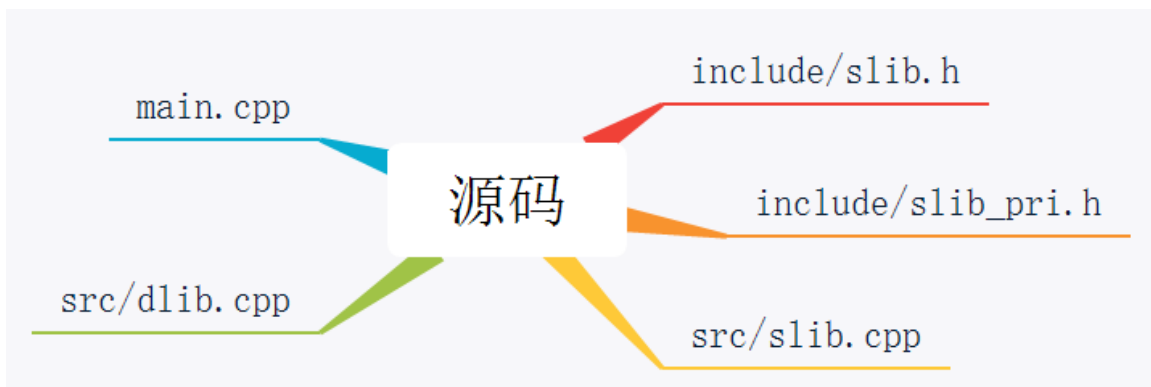 源码
main.cpp
src/dlib.cpp
include/slib.h
include/slib_pri.h
src/slib.cpp